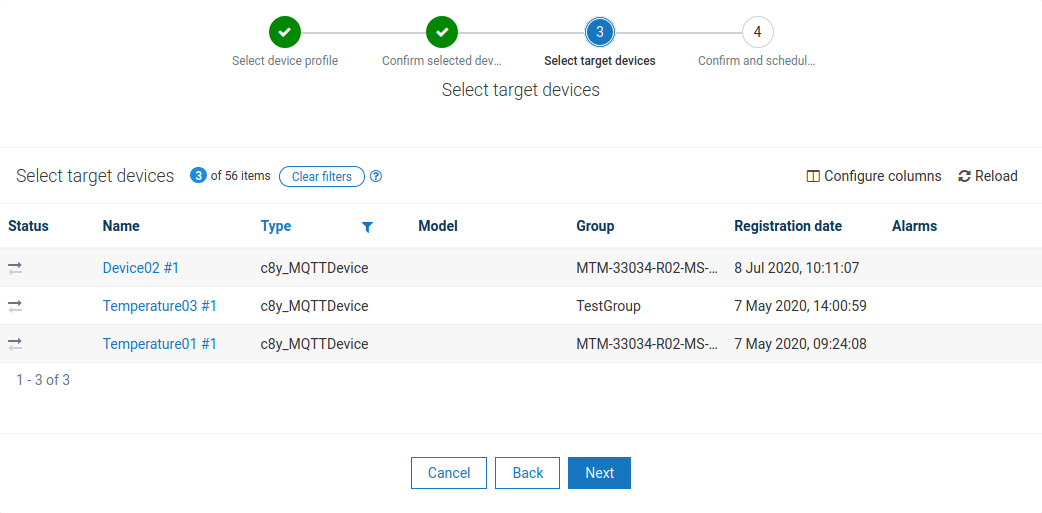 3
4
Select device profile
Confirm selected dev...
Select target devices
Confirm and schedul...
Select target devices
Select target devices 3 of 56 items Clear filters ? Configure columns Reload
Status Name Type Model Group Registration date Alarms
Device02 #1 c8y_MQTTDevice MTM-33034-R02-MS-... 8 Jul 2020, 10:11:07
Temperature03 #1 c8y_MQTTDevice TestGroup 7 May 2020, 14:00:59
Temperature01 #1 c8y_MQTTDevice MTM-33034-R02-MS-... 7 May 2020, 09:24:08
1 - 3 of 3
Cancel Back Next